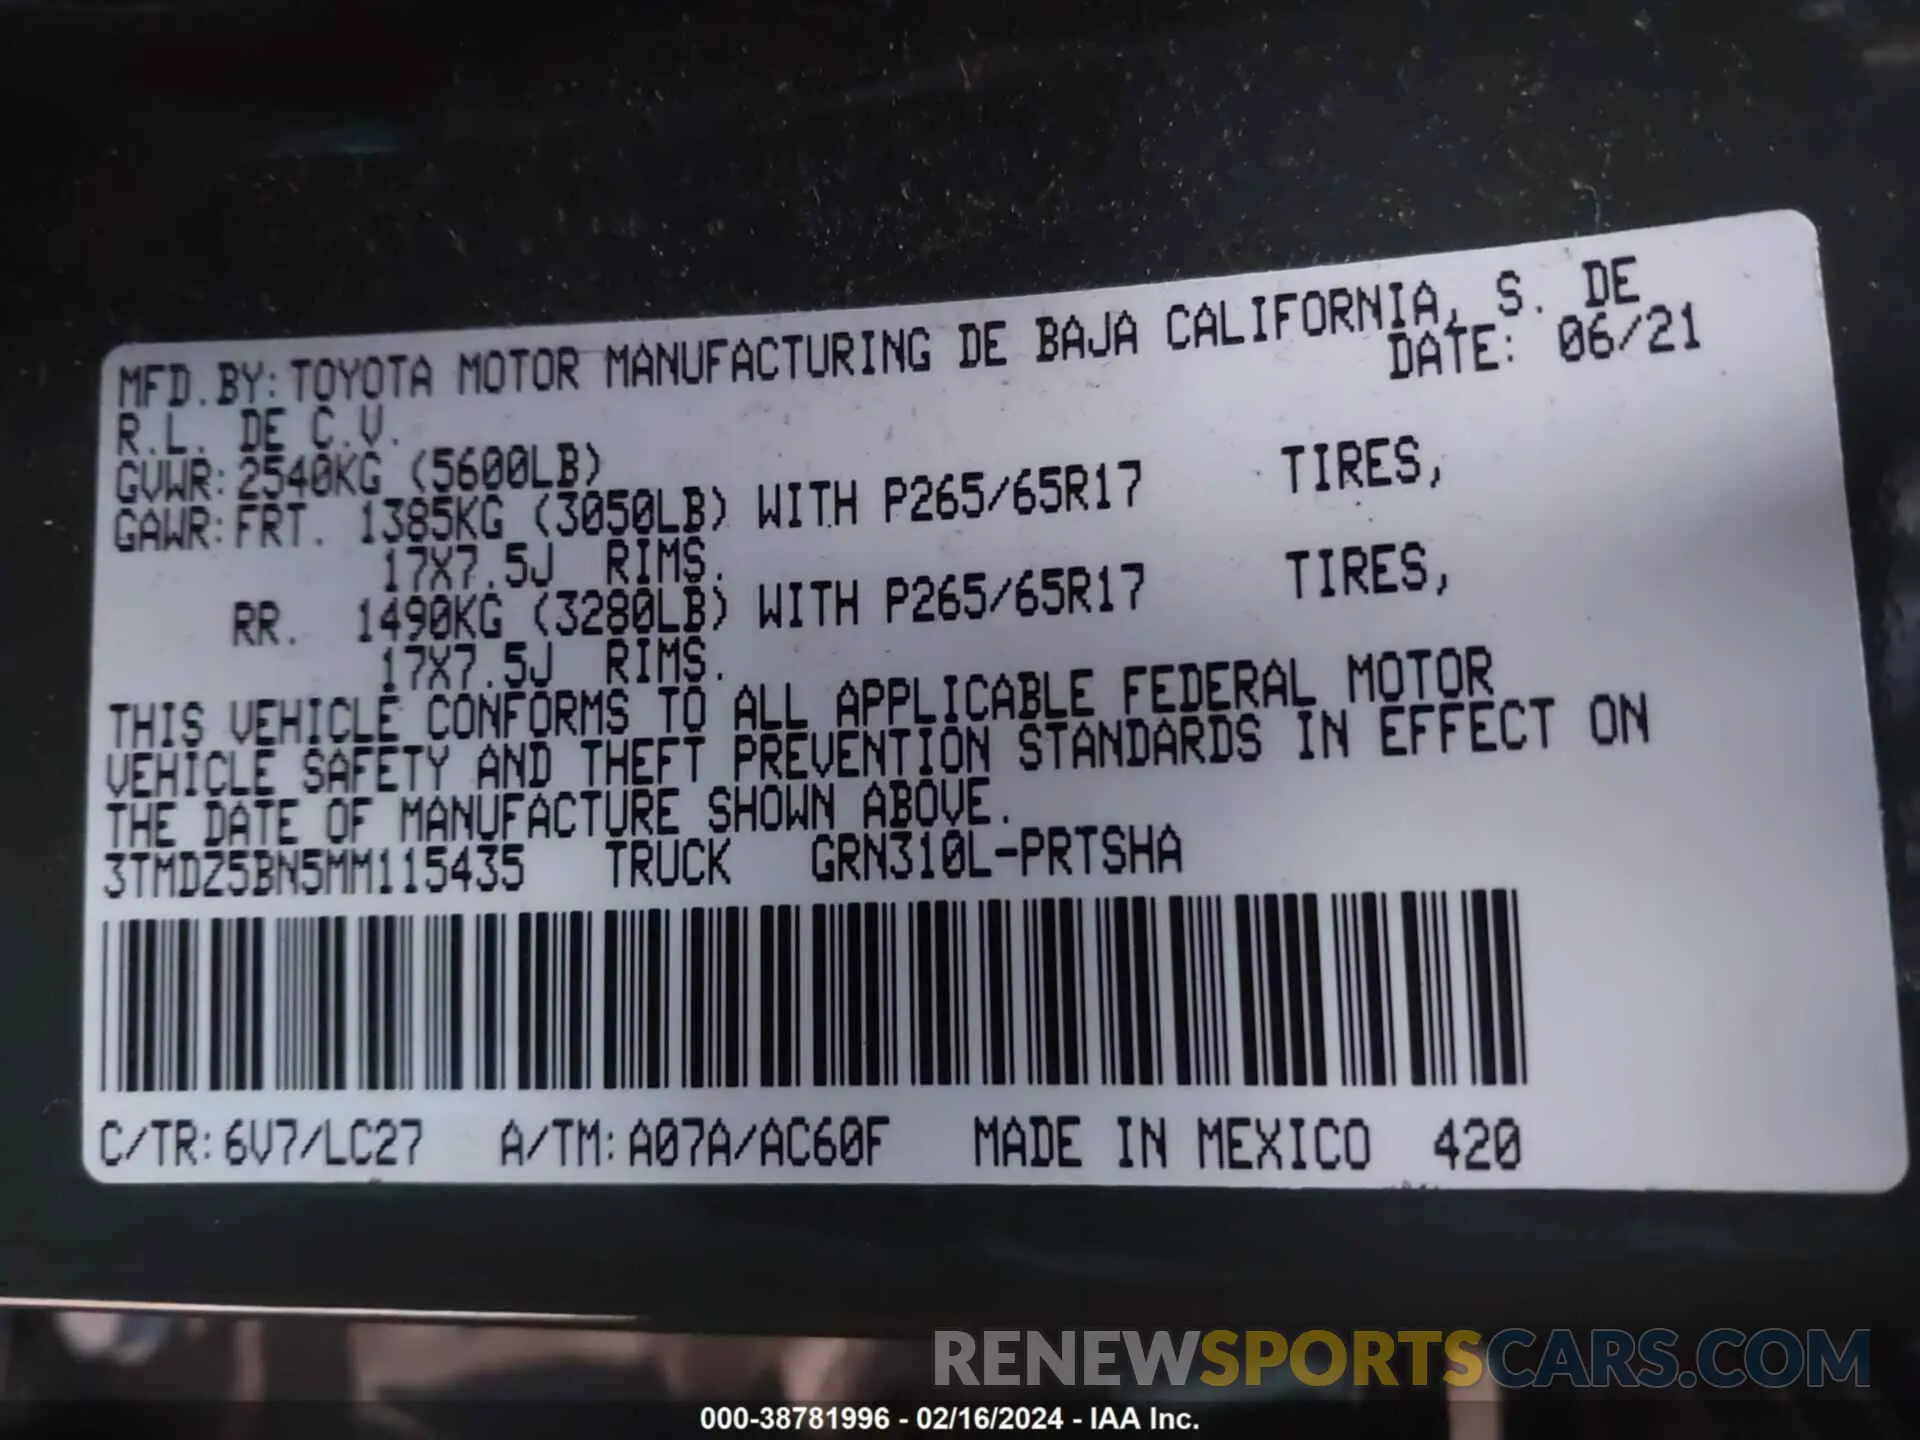 MFD.BY: TOYOTA MOTOR MANUFACTURING DE BAJA CALIFORNIA, S. DE
R.L. DE C.V. DATE: 06/21
GVWR: 2540KG (5600LB)
GAWR: FRT. 1385KG (3050LB) WITH P265/65R17 TIRES,
17X7.5J RIMS.
RR. 1490KG (3280LB) WITH P265/65R17 TIRES,
17X7.5J RIMS.
THIS VEHICLE CONFORMS TO ALL APPLICABLE FEDERAL MOTOR
VEHICLE SAFETY AND THEFT PREVENTION STANDARDS IN EFFECT ON
THE DATE OF MANUFACTURE SHOWN ABOVE.
3TMDZ5BN5MM115435 TRUCK GRN310L-PRTSHA
C/TR: 6V7/LC27 A/TM: A07A/AC60F MADE IN MEXICO 420
RENEWSPORTSCARS.COM
000-38781996 - 02/16/2024 - IAA Inc.